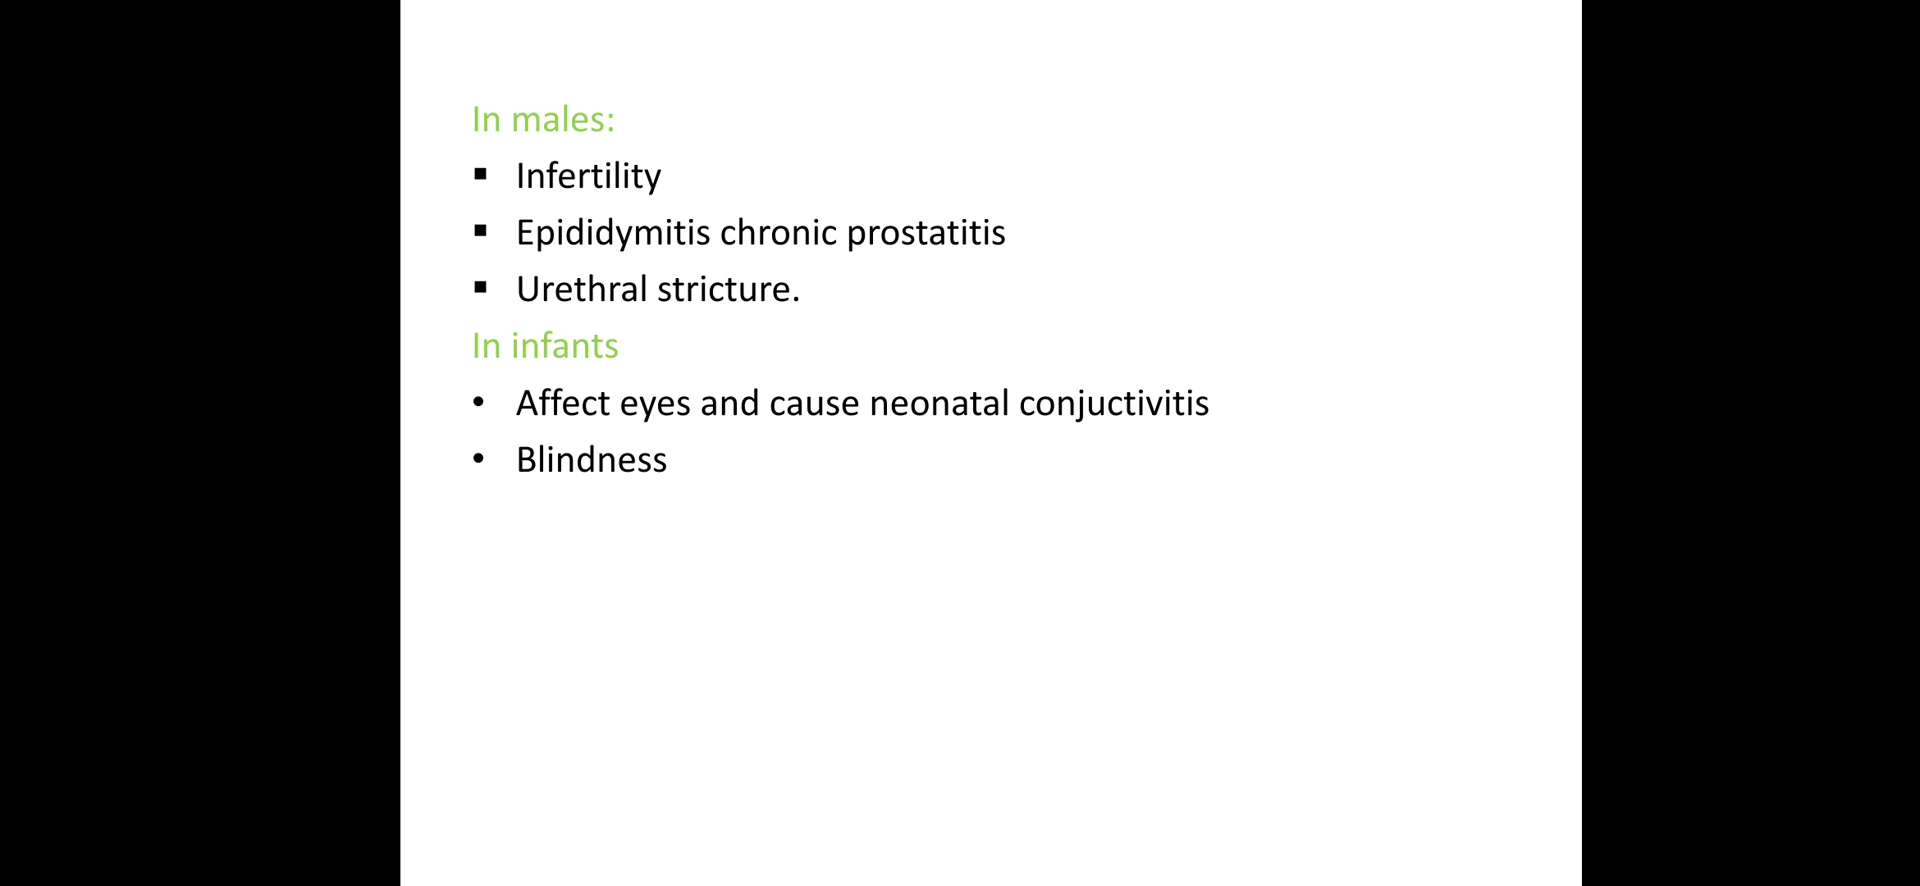 In males:
▪ Infertility
▪ Epididymitis chronic prostatitis
▪ Urethral stricture.
In infants
• Affect eyes and cause neonatal conjuctivitis
• Blindness